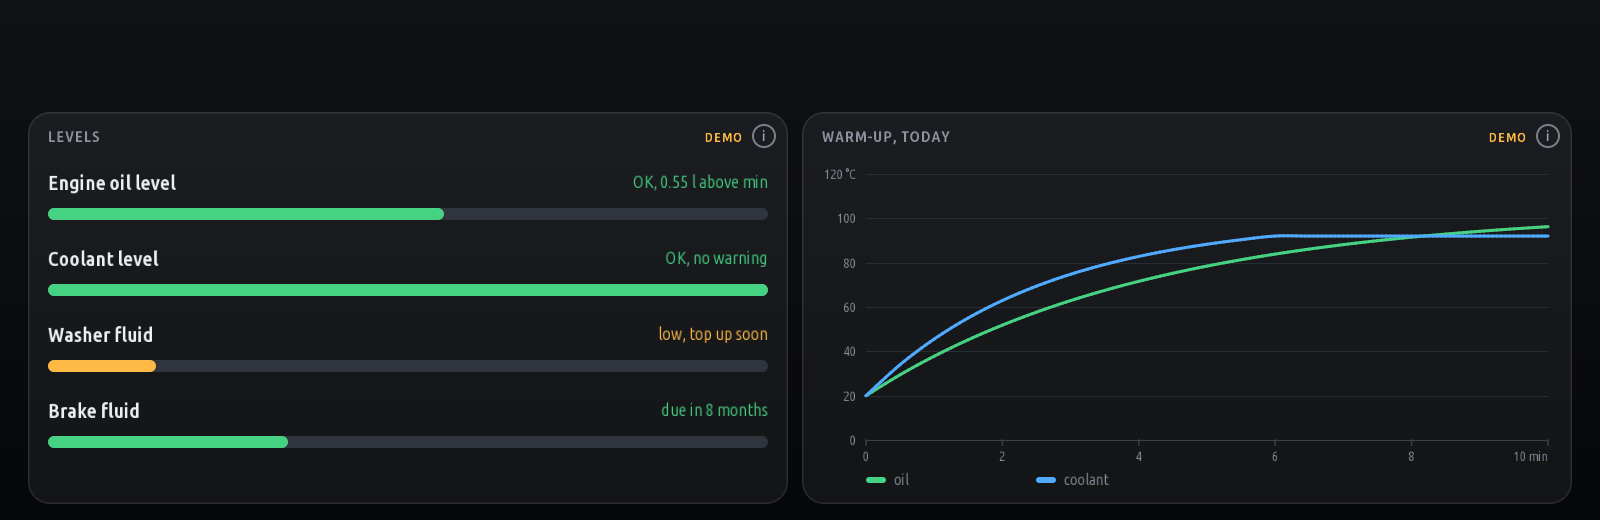 LEVELS
DEMO i
Engine oil level
OK, 0.55 l above min
Coolant level
OK, no warning
Washer fluid
low, top up soon
Brake fluid
due in 8 months
WARM-UP, TODAY
DEMO i
120 °C
100
80
60
40
20
0
0 2 4 6 8 10 min
oil
coolant